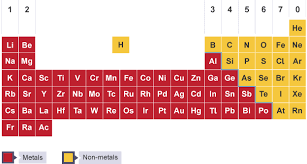 1 2 3 4 5 6 7 0
He
Li Be H B C N O F Ne
Na Mg Al Si P S Cl Ar
K Ca Sc Ti V Cr Mn Fe Co Ni Cu Zn Ga Ge As Se Br Kr
Rb Sr Y Zr Nb Mo Tc Ru Rh Pd Ag Cd In Sn Sb Te I Xe
Cs Ba La Hf Ta W Re Os Ir Pt Au Hg Tl Pb Bi Po At Rn
Fr Ra Ac
Metals Non-metals